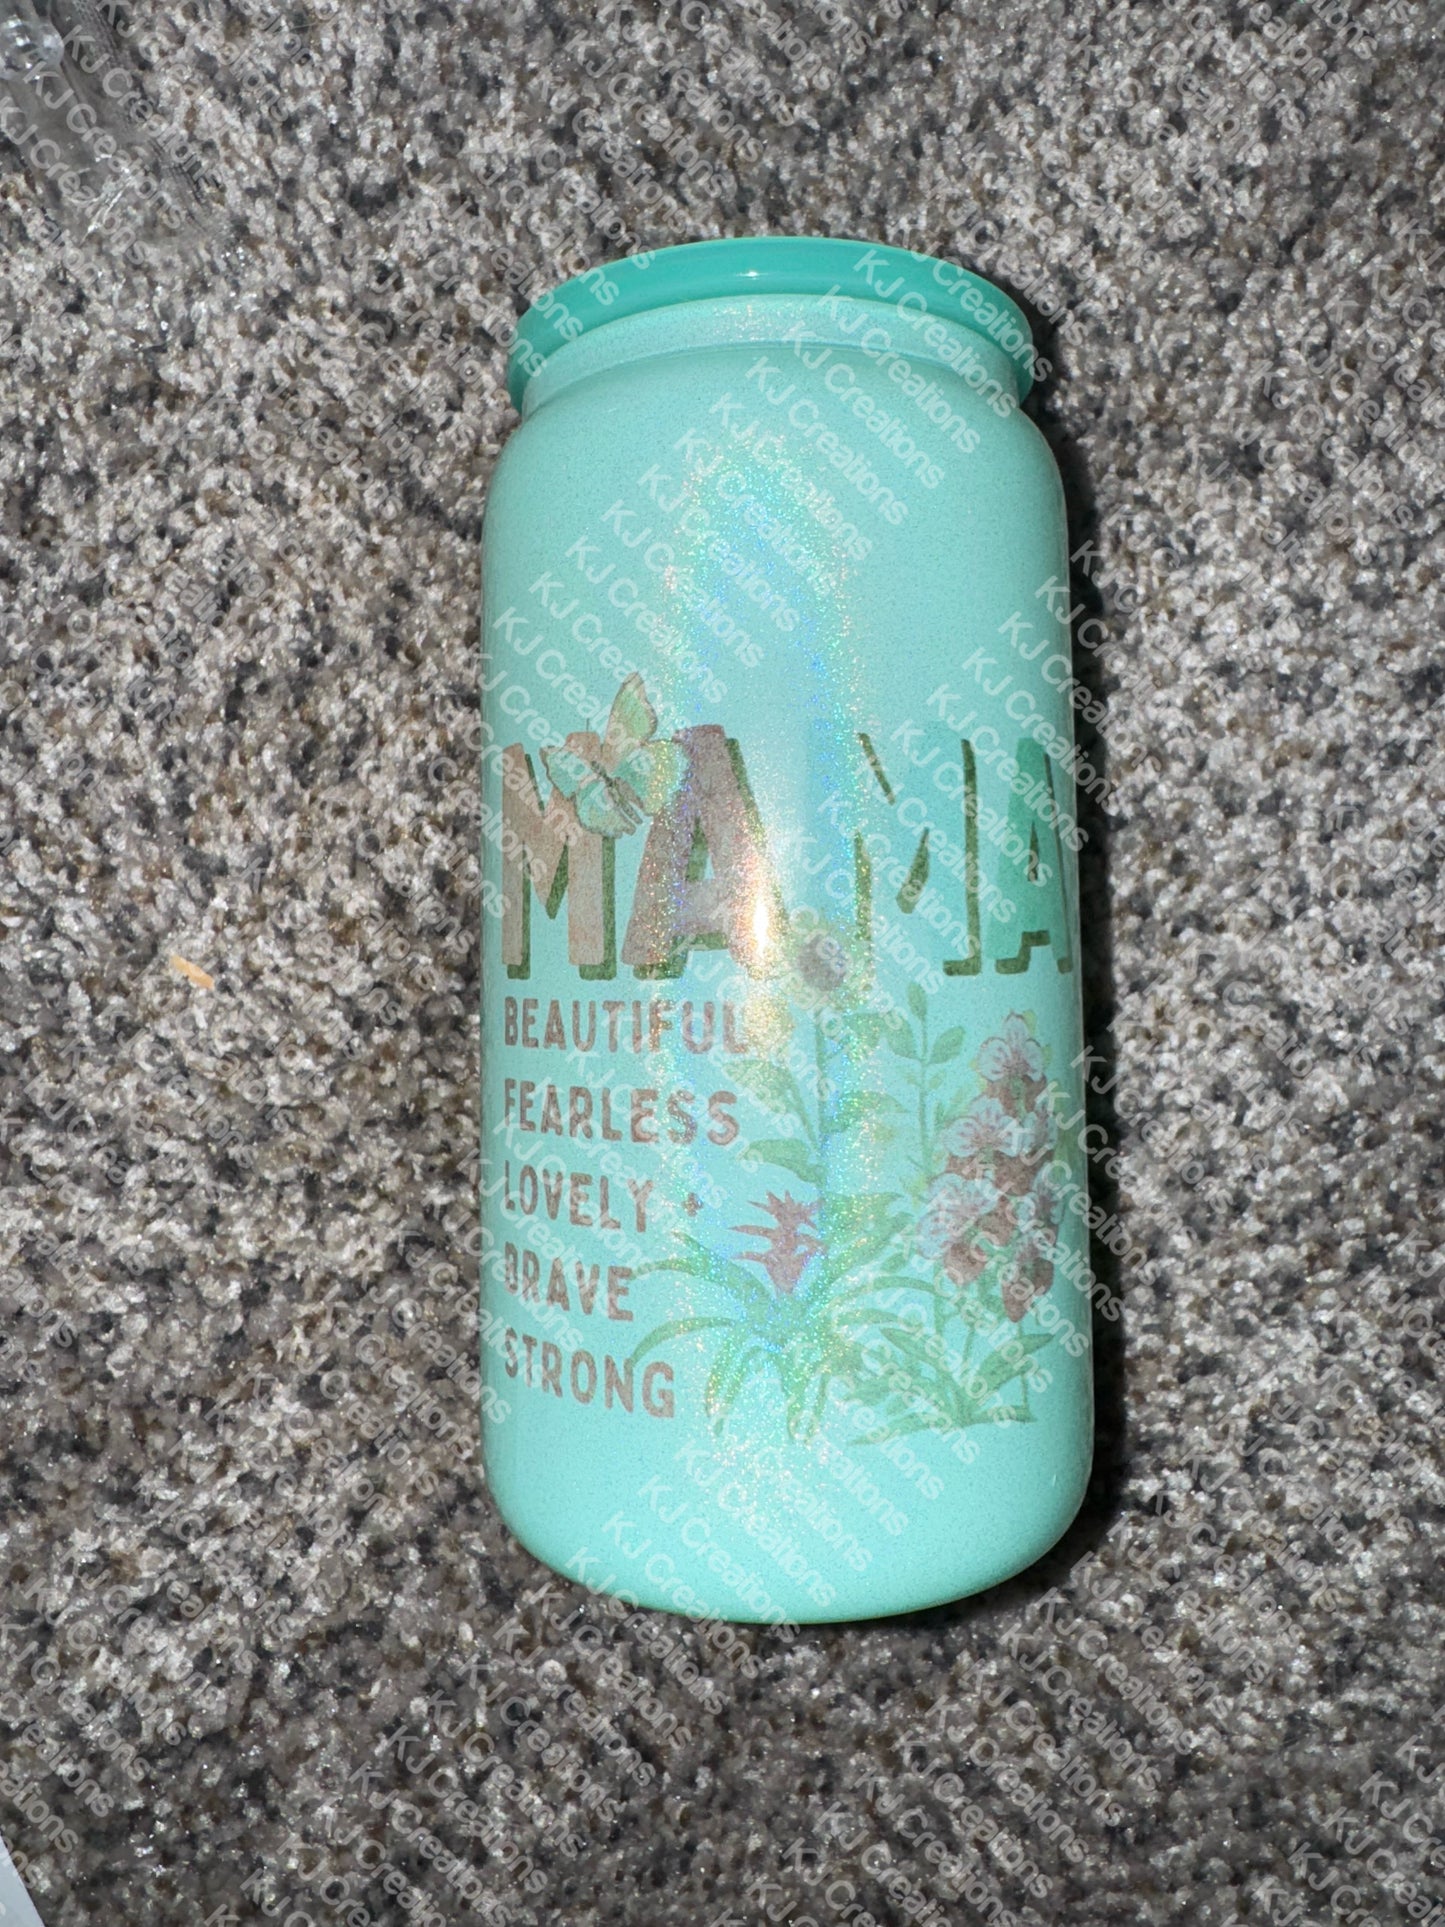 MAMA
BEAUTIFUL
FEARLESS
LOVELY +
BRAVE
STRONG
KJ Creations